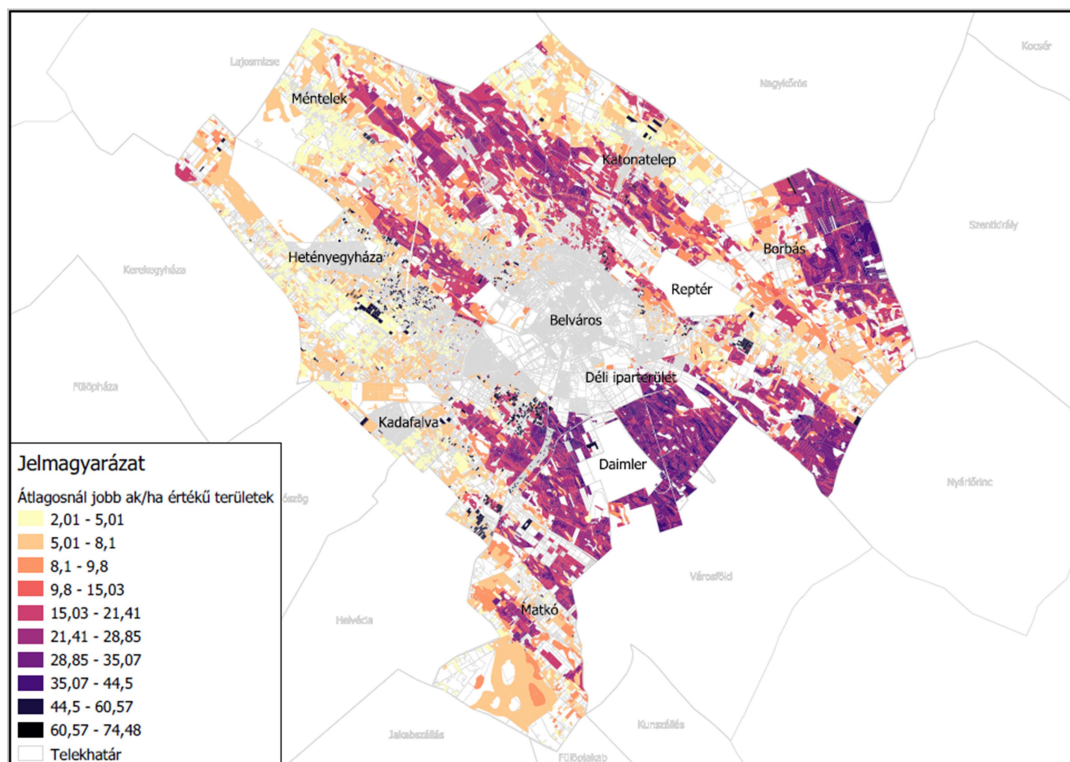 Kocsér
Lajosmizse
Nagykőrös
Méntelek
Katonatelep
Szentkirály
Borbás
Hetényegyháza
Kerekegyháza
Reptér
Belváros
Déli iparterület
Fülöpháza
Kadafalva
Daimler
Nyárlőrinc
Városföld
Matkó
Helvécia
Kunszállás
Jakabszállás
Fülöpjakab
Jelmagyarázat
Átlagosnál jobb ak/ha értékű területek
2,01 - 5,01
5,01 - 8,1
8,1 - 9,8
9,8 - 15,03
15,03 - 21,41
21,41 - 28,85
28,85 - 35,07
35,07 - 44,5
44,5 - 60,57
60,57 - 74,48
Telekhatár